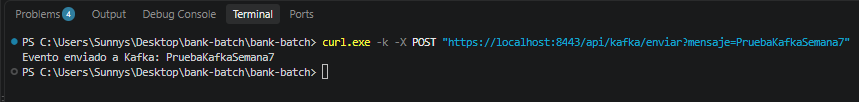 Problems 4 Output Debug Console Terminal Ports
PS C:\Users\Sunnys\Desktop\bank-batch\bank-batch> curl.exe -k -X POST "https://localhost:8443/api/kafka/enviar?mensaje=PruebaKafkaSemana7"
Evento enviado a Kafka: PruebaKafkaSemana7
PS C:\Users\Sunnys\Desktop\bank-batch\bank-batch>